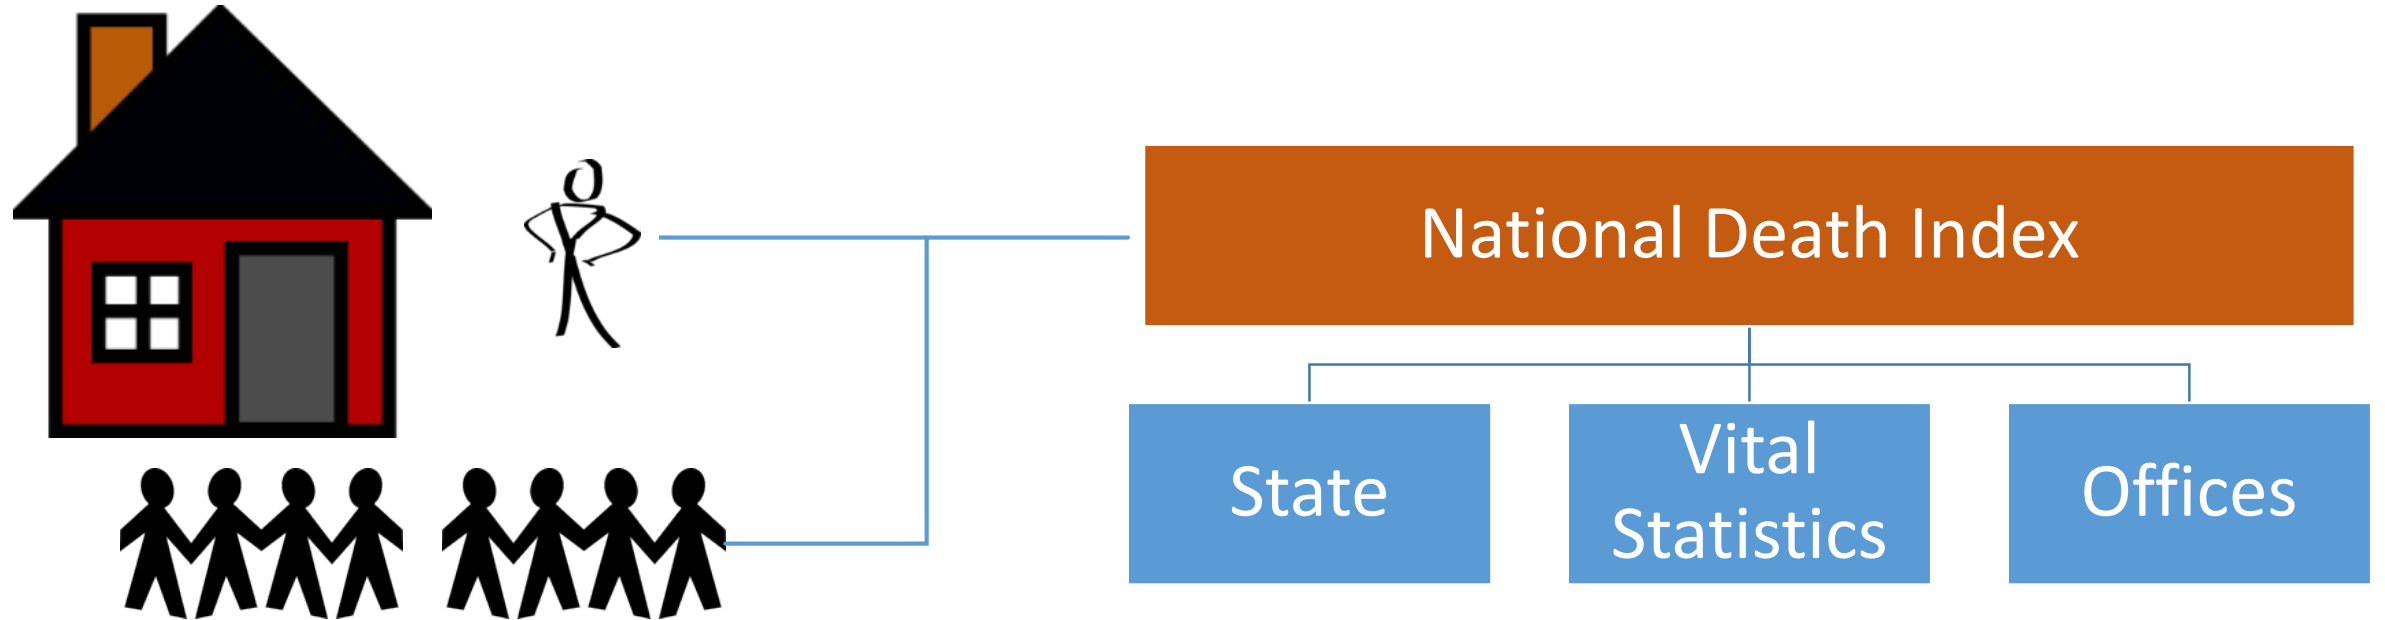 National Death Index
State
Vital
Statistics
Offices